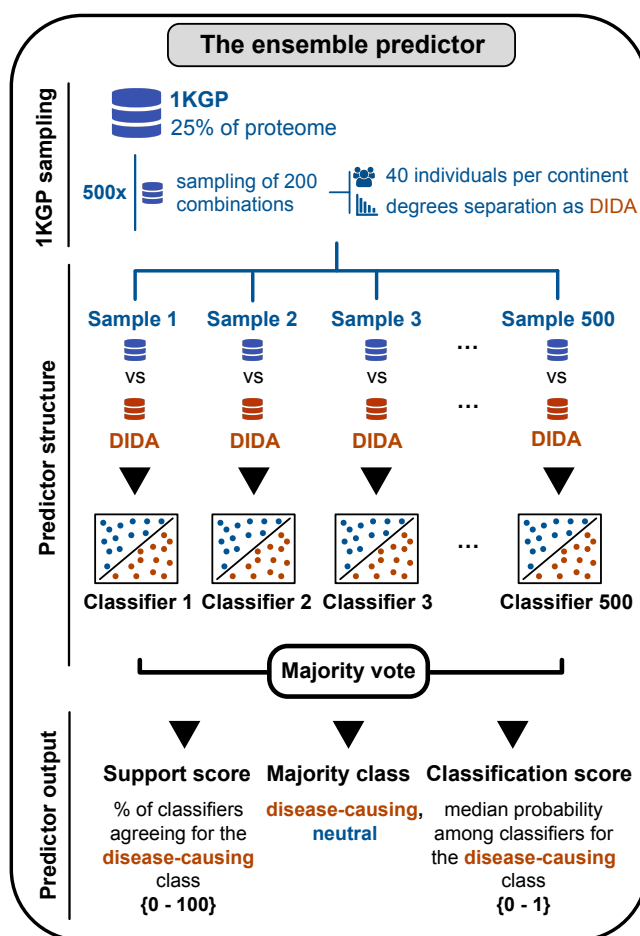 The ensemble predictor
1KGP sampling
1KGP
25% of proteome
500x
sampling of 200
combinations
40 individuals per continent
degrees separation as DIDA
Predictor structure
Sample 1
Sample 2
Sample 3
Sample 500
...
vs
vs
vs
vs
...
DIDA
DIDA
DIDA
DIDA
...
Classifier 1
Classifier 2
Classifier 3
Classifier 500
Majority vote
Predictor output
Support score
% of classifiers
agreeing for the
disease-causing
class
{0 - 100}
Majority class
disease-causing,
neutral
Classification score
median probability
among classifiers for
the disease-causing
class
{0 - 1}